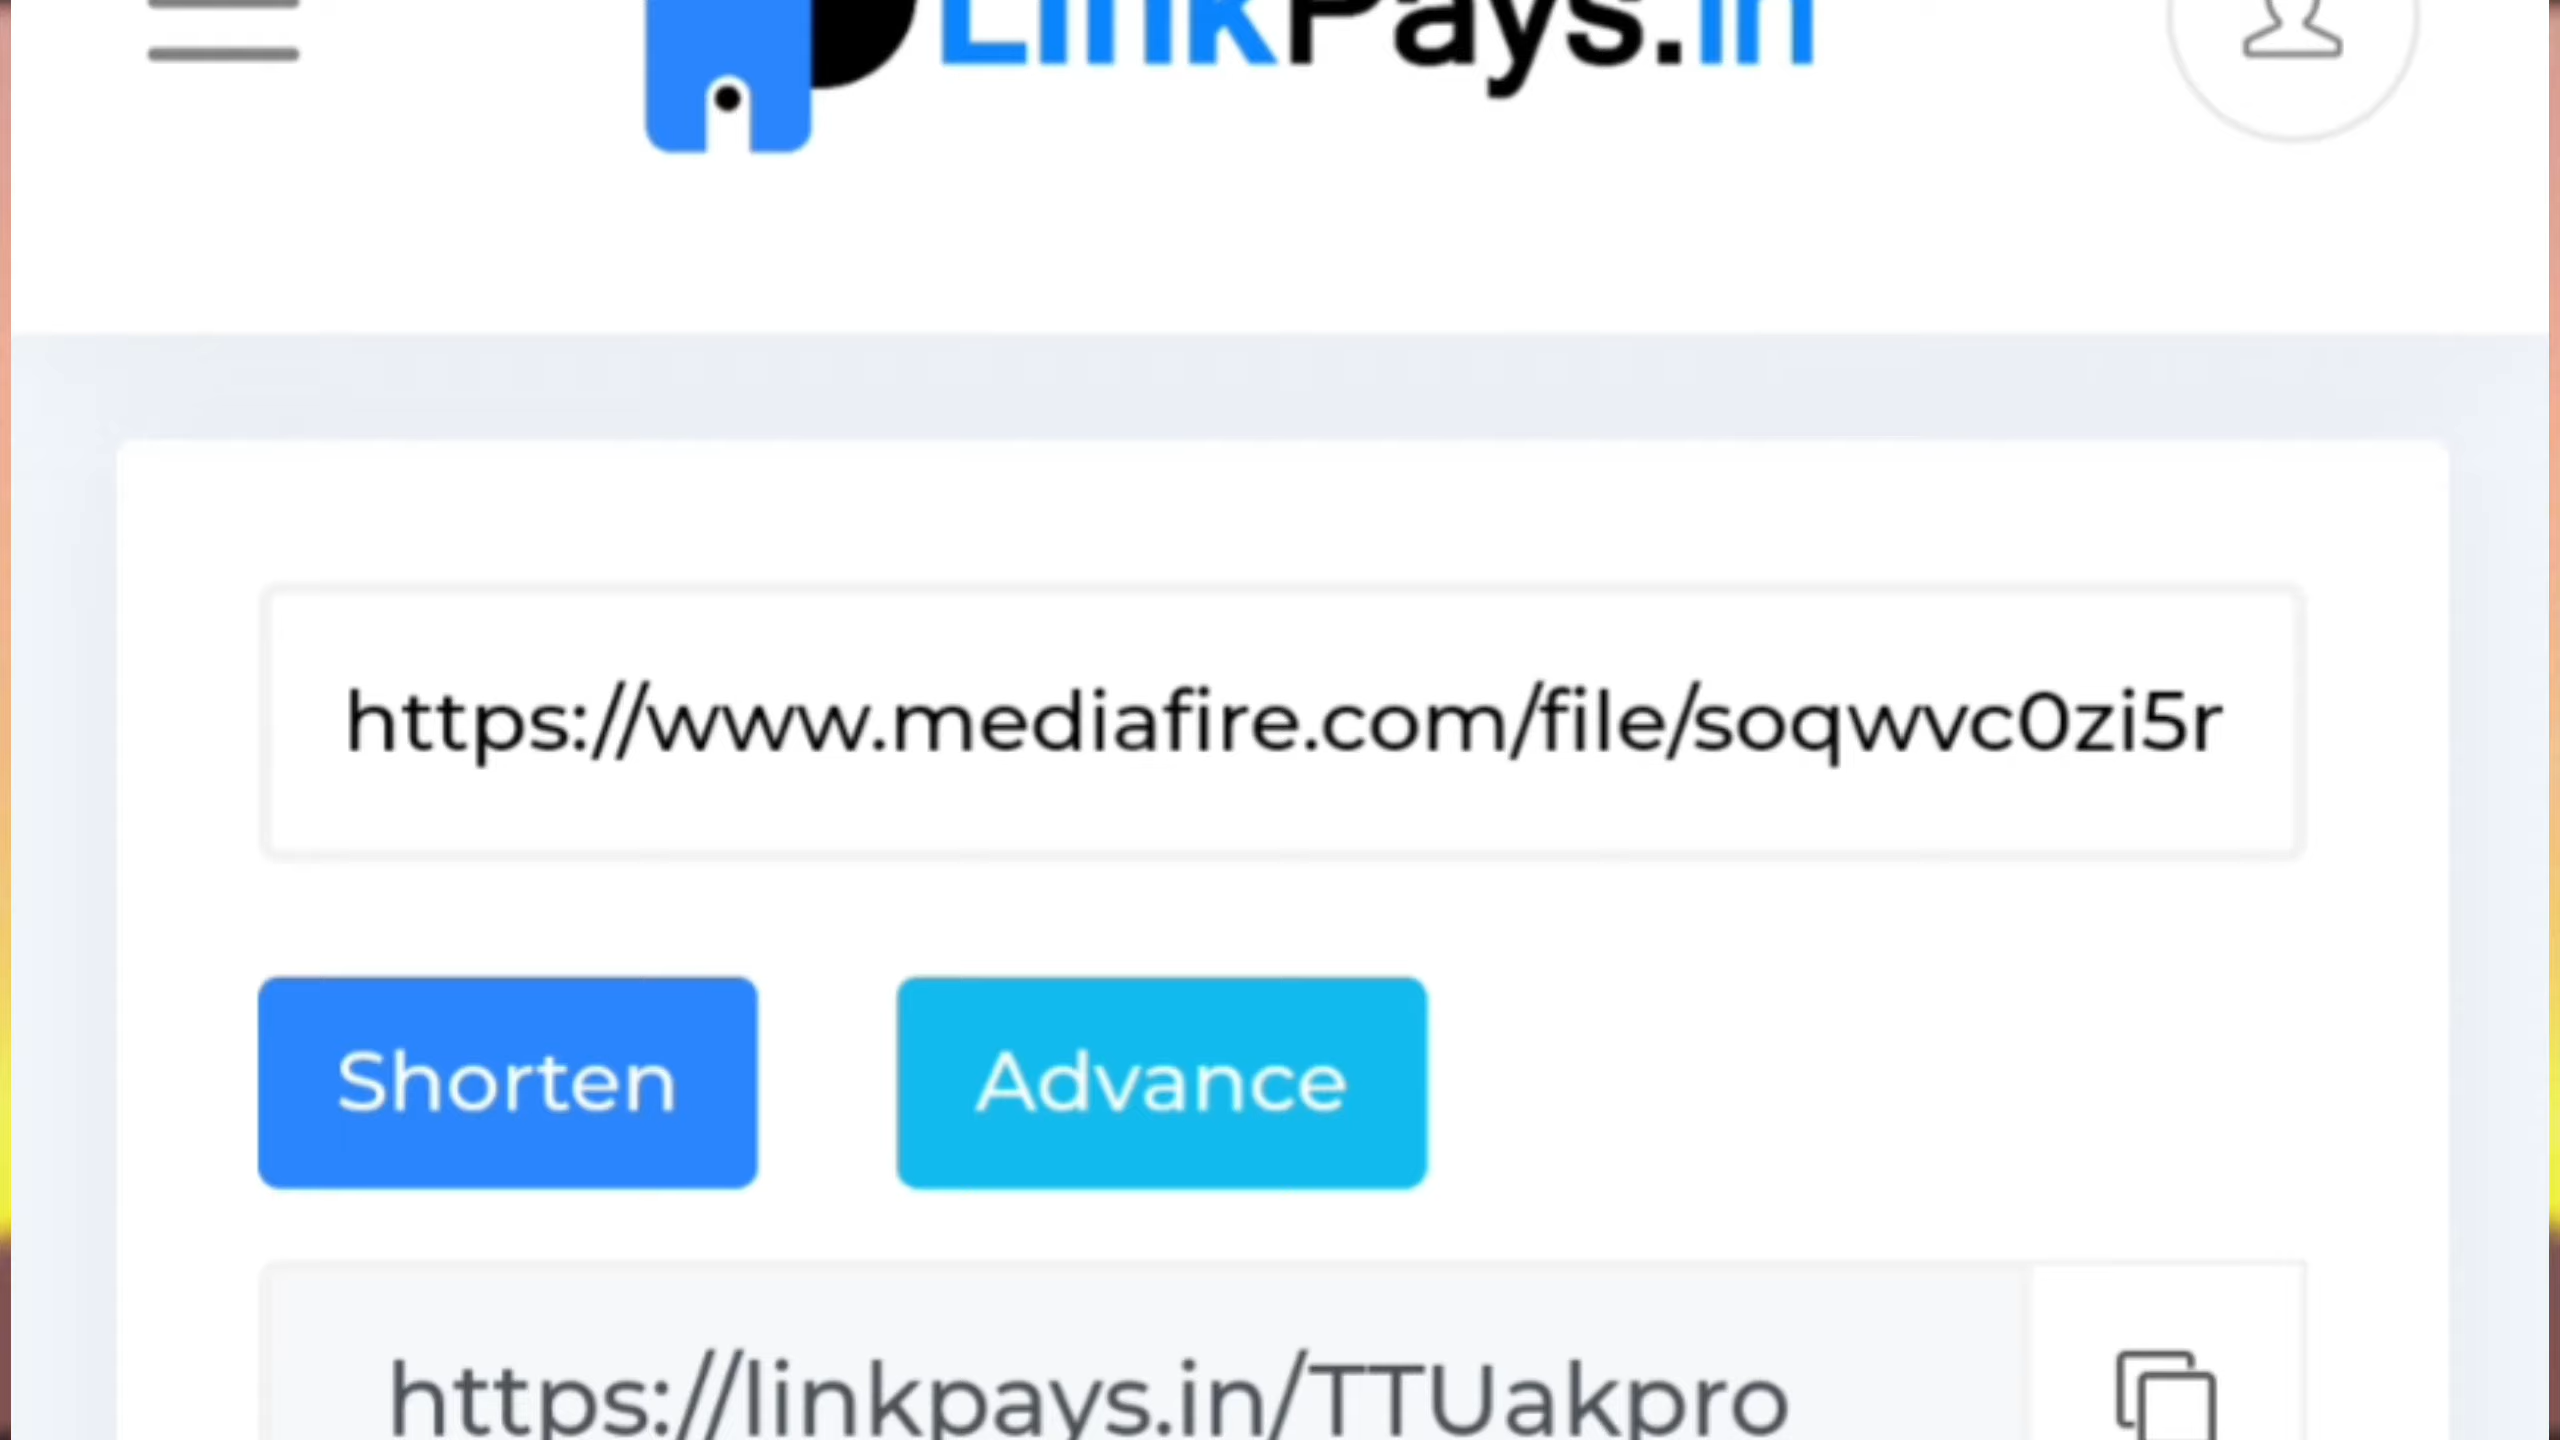 LinkPays.in
https://www.mediafire.com/file/soqwvc0zi5r
Shorten Advance
https://linkpays.in/TTUakpro